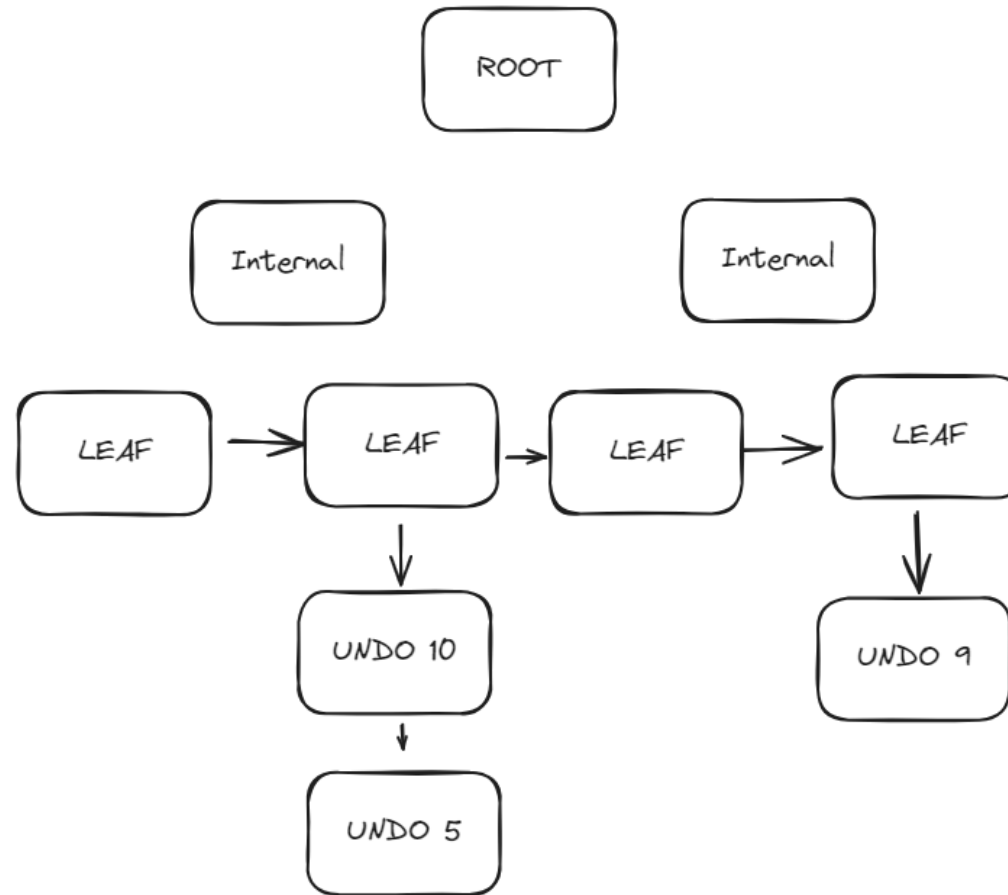 ROOT
Internal
Internal
LEAF
LEAF
LEAF
LEAF
UNDO 10
UNDO 9
UNDO 5